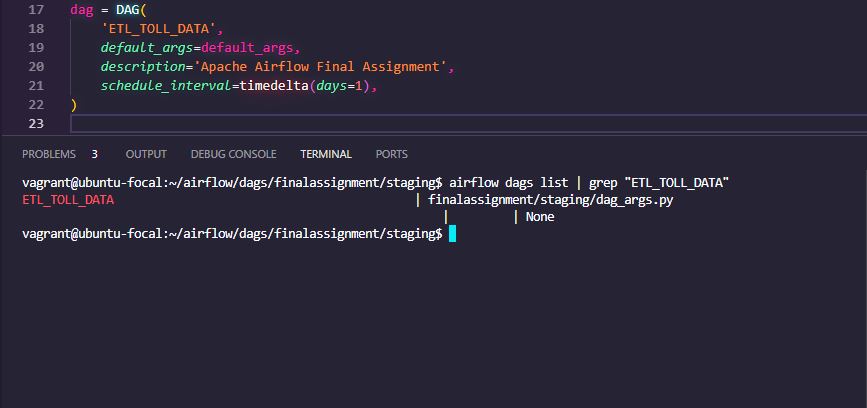 17 dag = DAG(
18     'ETL_TOLL_DATA',
19     default_args=default_args,
20     description='Apache Airflow Final Assignment',
21     schedule_interval=timedelta(days=1),
22 )
23
PROBLEMS 3 OUTPUT DEBUG CONSOLE TERMINAL PORTS
vagrant@ubuntu-focal:~/airflow/dags/finalassignment/staging$ airflow dags list | grep "ETL_TOLL_DATA"
ETL_TOLL_DATA | finalassignment/staging/dag_args.py
| | None
vagrant@ubuntu-focal:~/airflow/dags/finalassignment/staging$